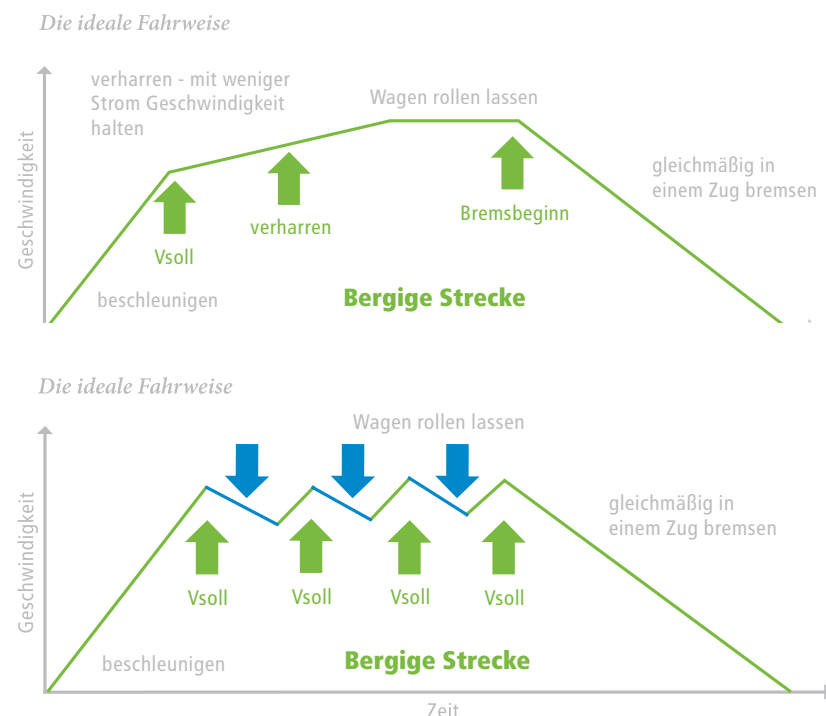 Die ideale Fahrweise
verharren - mit weniger
Strom Geschwindigkeit
halten
Wagen rollen lassen
gleichmäßig in
einem Zug bremsen
Geschwindigkeit
Vsoll
verharren
Bremsbeginn
beschleunigen
Bergige Strecke
Die ideale Fahrweise
Wagen rollen lassen
gleichmäßig in
einem Zug bremsen
Geschwindigkeit
Vsoll
Vsoll
Vsoll
Vsoll
beschleunigen
Bergige Strecke
Zeit